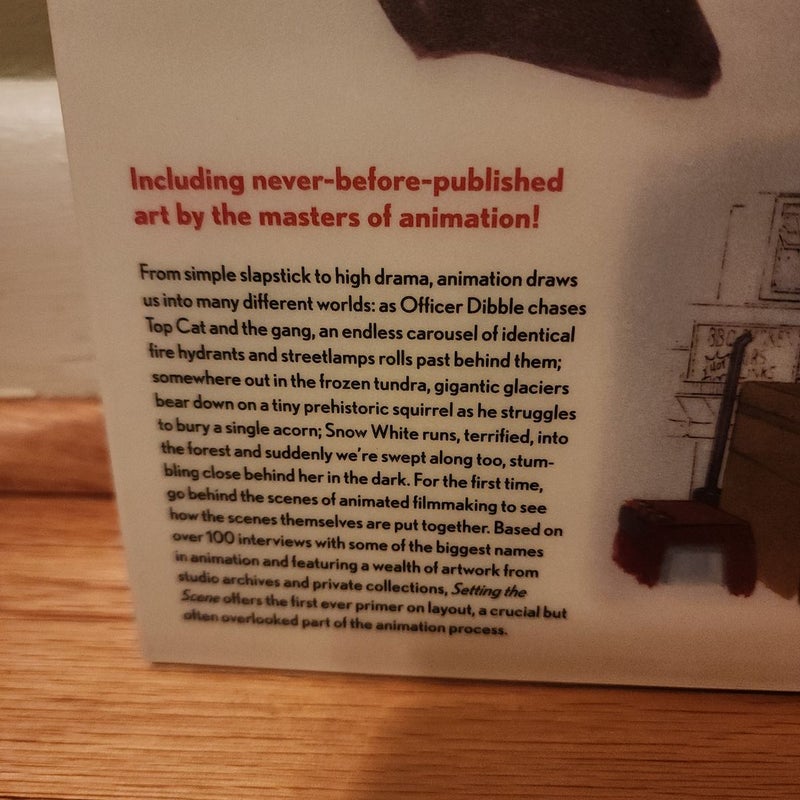 Including never-before-published
art by the masters of animation!
From simple slapstick to high drama, animation draws
us into many different worlds: as Officer Dibble chases
Top Cat and the gang, an endless carousel of identical
fire hydrants and streetlamps rolls past behind them;
somewhere out in the frozen tundra, gigantic glaciers
bear down on a tiny prehistoric squirrel as he struggles
to bury a single acorn; Snow White runs, terrified, into
the forest and suddenly we're swept along too, stum-
bling close behind her in the dark. For the first time,
go behind the scenes of animated filmmaking to see
how the scenes themselves are put together. Based on
over 100 interviews with some of the biggest names
in animation and featuring a wealth of artwork from
studio archives and private collections, Setting the
Scene offers the first ever primer on layout, a crucial but
often overlooked part of the animation process.